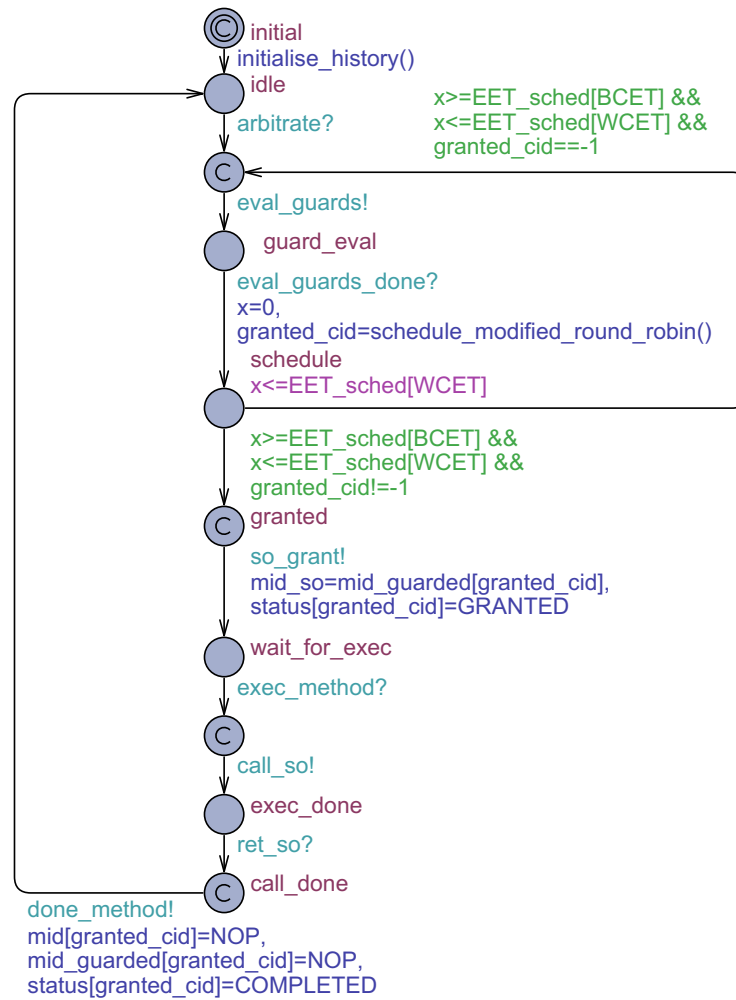 initial
initialise_history()
idle
x>=EET_sched[BCET] &&
arbitrate?
x<=EET_sched[WCET] &&
granted_cid==-1
C
eval_guards!
guard_eval
eval_guards_done?
x=0,
granted_cid=schedule_modified_round_robin()
schedule
x<=EET_sched[WCET]
x>=EET_sched[BCET] &&
x<=EET_sched[WCET] &&
granted_cid!=-1
C granted
so_grant!
mid_so=mid_guarded[granted_cid],
status[granted_cid]=GRANTED
wait_for_exec
exec_method?
C
call_so!
exec_done
ret_so?
C call_done
done_method!
mid[granted_cid]=NOP,
mid_guarded[granted_cid]=NOP,
status[granted_cid]=COMPLETED